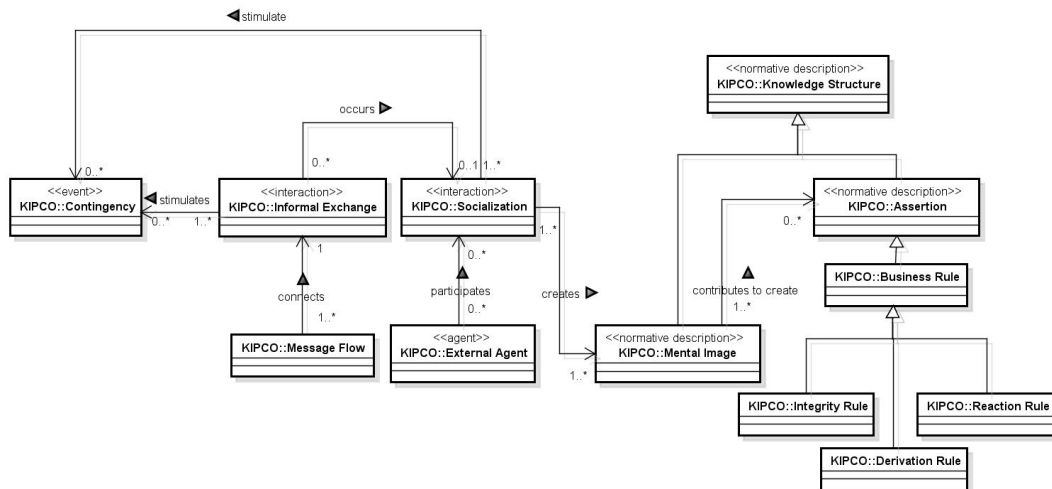 stimulate
<<normative description>>
KIPCO::Knowledge Structure
occurs
0..*
0..*
0..1
1..*
<<event>>
KIPCO::Contingency
stimulates
0..*
1..*
<<interaction>>
KIPCO::Informal Exchange
<<interaction>>
KIPCO::Socialization
1..*
<<normative description>>
KIPCO::Assertion
0..*
1
0..*
KIPCO::Business Rule
connects
participates
creates
contributes to create
1..*
0..*
1..*
KIPCO::Message Flow
<<agent>>
KIPCO::External Agent
<<normative description>>
KIPCO::Mental Image
1..*
KIPCO::Integrity Rule
KIPCO::Reaction Rule
KIPCO::Derivation Rule